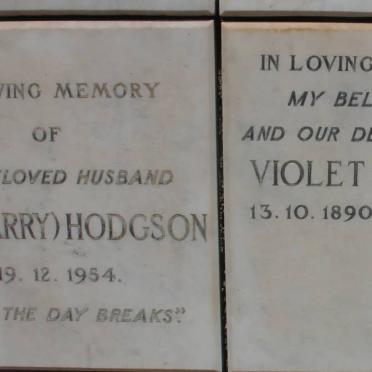 VING MEMORY
OF
ELOVED HUSBAND
ARRY) HODGSON
19. 12. 1954.
THE DAY BREAKS".
IN LOVING
MY BEL
AND OUR DE
VIOLET
13. 10. 1890